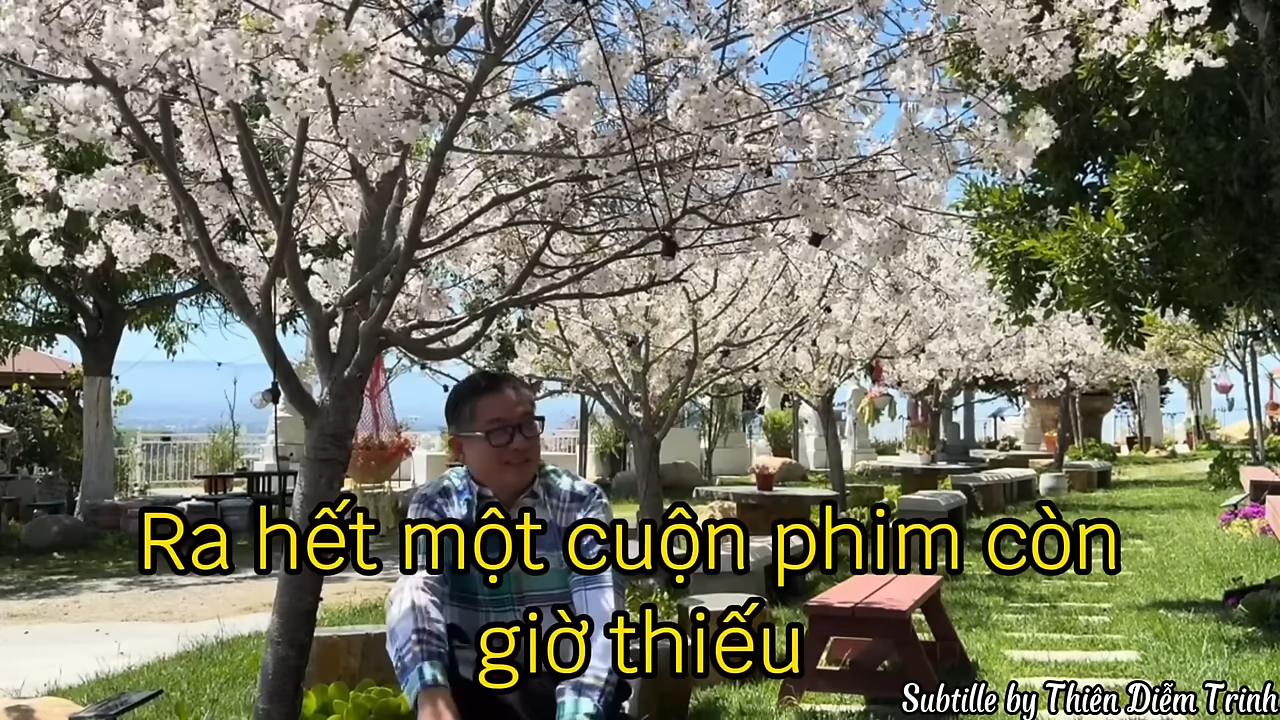 Ra hết một cuộn phim còn
giờ thiếu
Subtille by Thiên Diễm Trinh